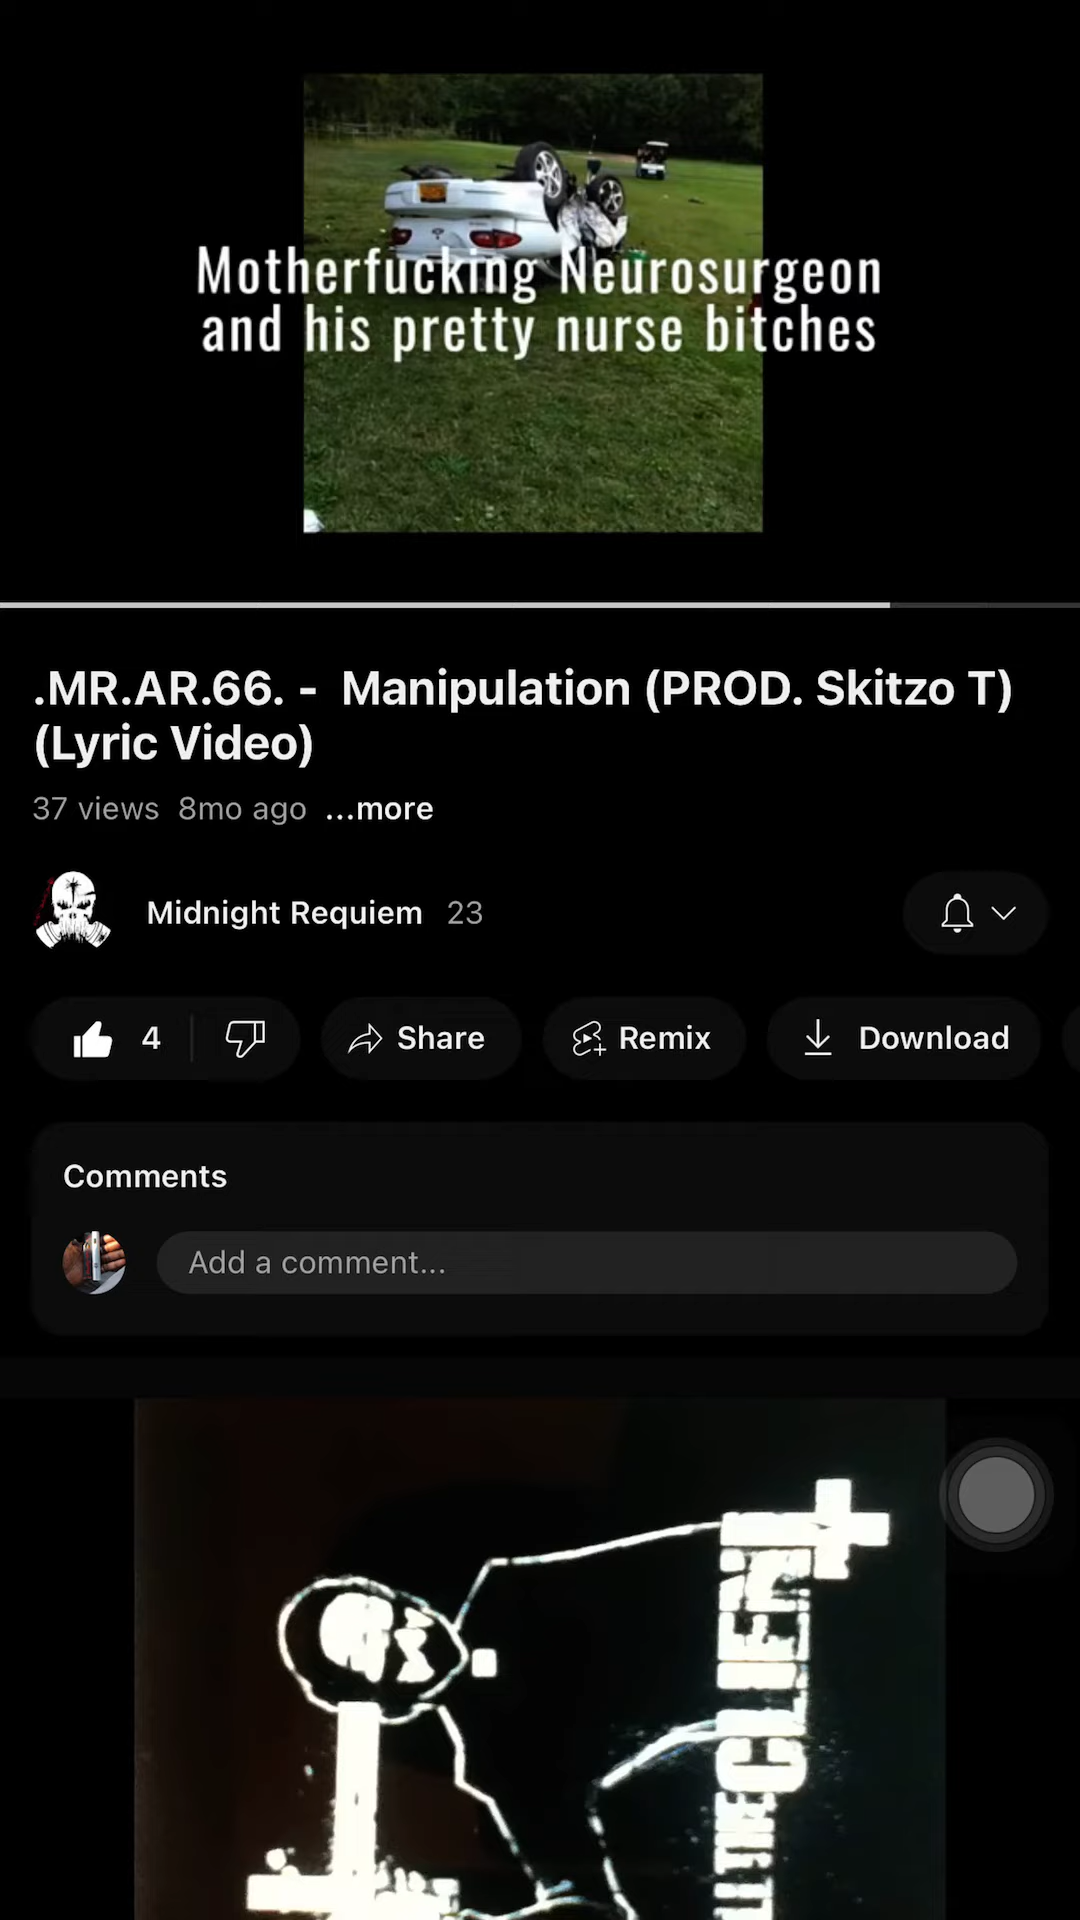 Motherfucking Neurosurgeon
and his pretty nurse bitches
.MR.AR.66. - Manipulation (PROD. Skitzo T)
(Lyric Video)
37 views 8mo ago ...more
Midnight Requiem 23
4 Share Remix Download
Comments
Add a comment...